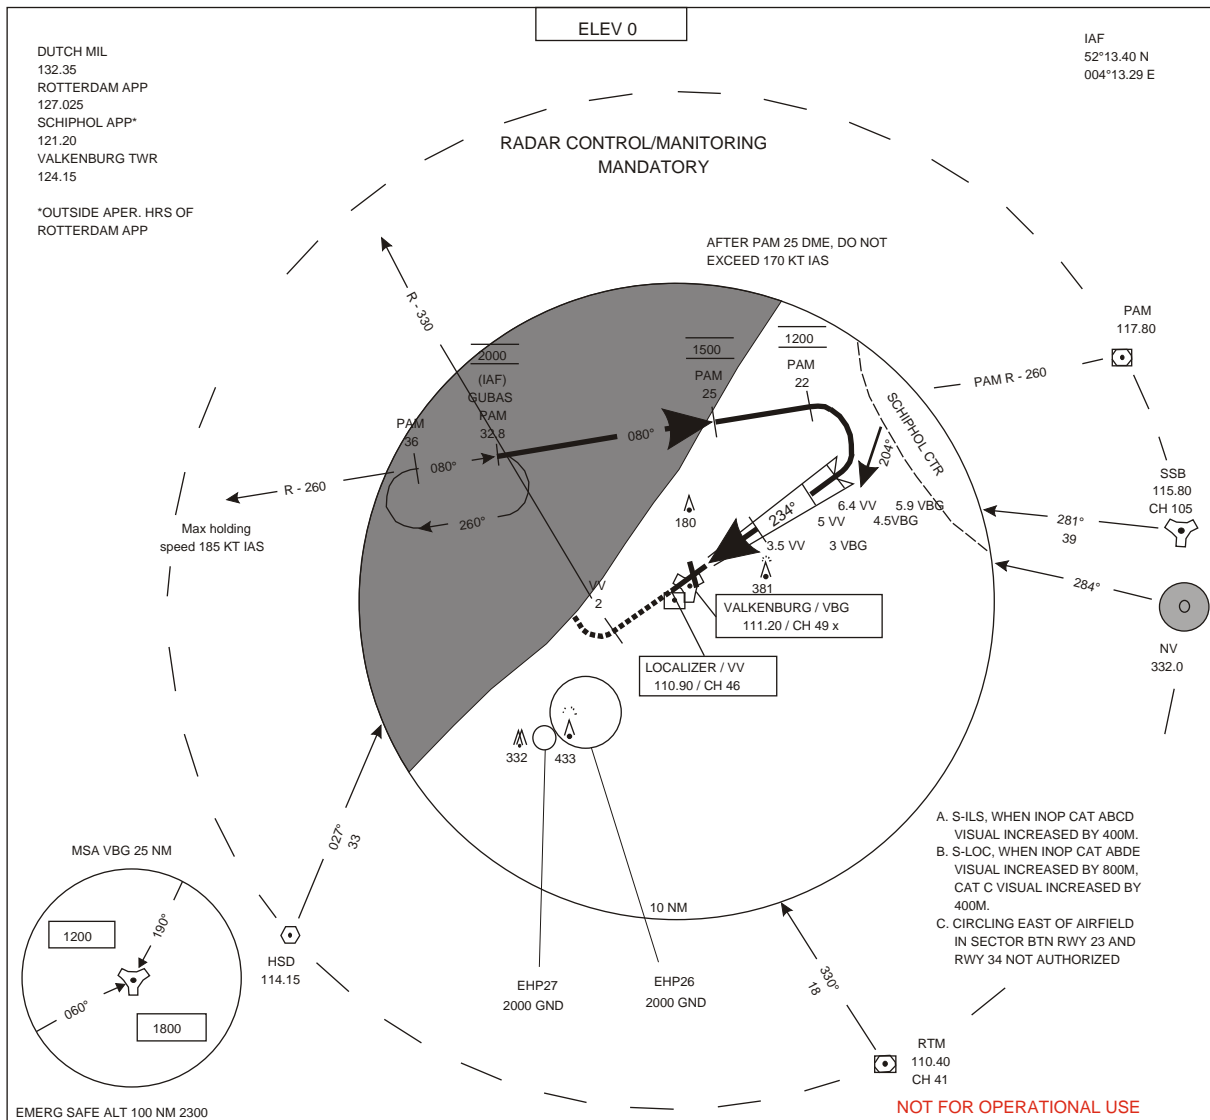 ELEV 0
DUTCH MIL
132.35
ROTTERDAM APP
127.025
SCHIPHOL APP*
121.20
VALKENBURG TWR
124.15
*OUTSIDE APER. HRS OF
ROTTERDAM APP
IAF
52°13.40 N
004°13.29 E
RADAR CONTROL/MANITORING
MANDATORY
AFTER PAM 25 DME, DO NOT
EXCEED 170 KT IAS
R - 330
2000
(IAF)
GUBAS
PAM
32.8
1500
PAM
25
1200
PAM
22
PAM
36
080°
080°
260°
R - 260
Max holding
speed 185 KT IAS
PAM
117.80
PAM R - 260
SCHIPHOL CTR
204°
SSB
115.80
CH 105
281°
39
284°
NV
332.0
6.4 VV
5.9 VBG
5 VV
4.5VBG
3.5 VV
3 VBG
234°
180
381
VV
2
VALKENBURG / VBG
111.20 / CH 49 x
LOCALIZER / VV
110.90 / CH 46
332
433
027°
33
HSD
114.15
10 NM
EHP27
2000 GND
EHP26
2000 GND
330°
18
RTM
110.40
CH 41
A. S-ILS, WHEN INOP CAT ABCD
VISUAL INCREASED BY 400M.
B. S-LOC, WHEN INOP CAT ABDE
VISUAL INCREASED BY 800M,
CAT C VISUAL INCREASED BY
400M.
C. CIRCLING EAST OF AIRFIELD
IN SECTOR BTN RWY 23 AND
RWY 34 NOT AUTHORIZED
MSA VBG 25 NM
1200
190°
060°
1800
EMERG SAFE ALT 100 NM 2300
NOT FOR OPERATIONAL USE